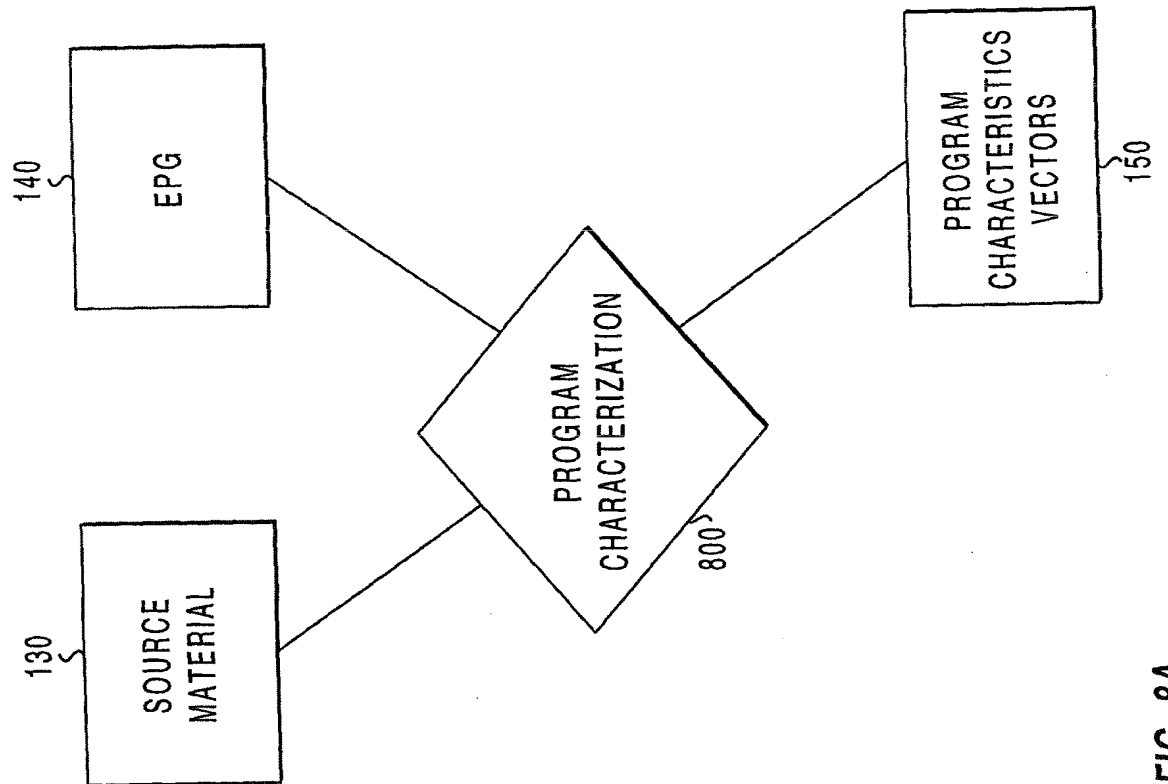 130
SOURCE
MATERIAL
140
EPG
PROGRAM
CHARACTERIZATION
800
PROGRAM
CHARACTERISTICS
VECTORS
150
FIG. 8A